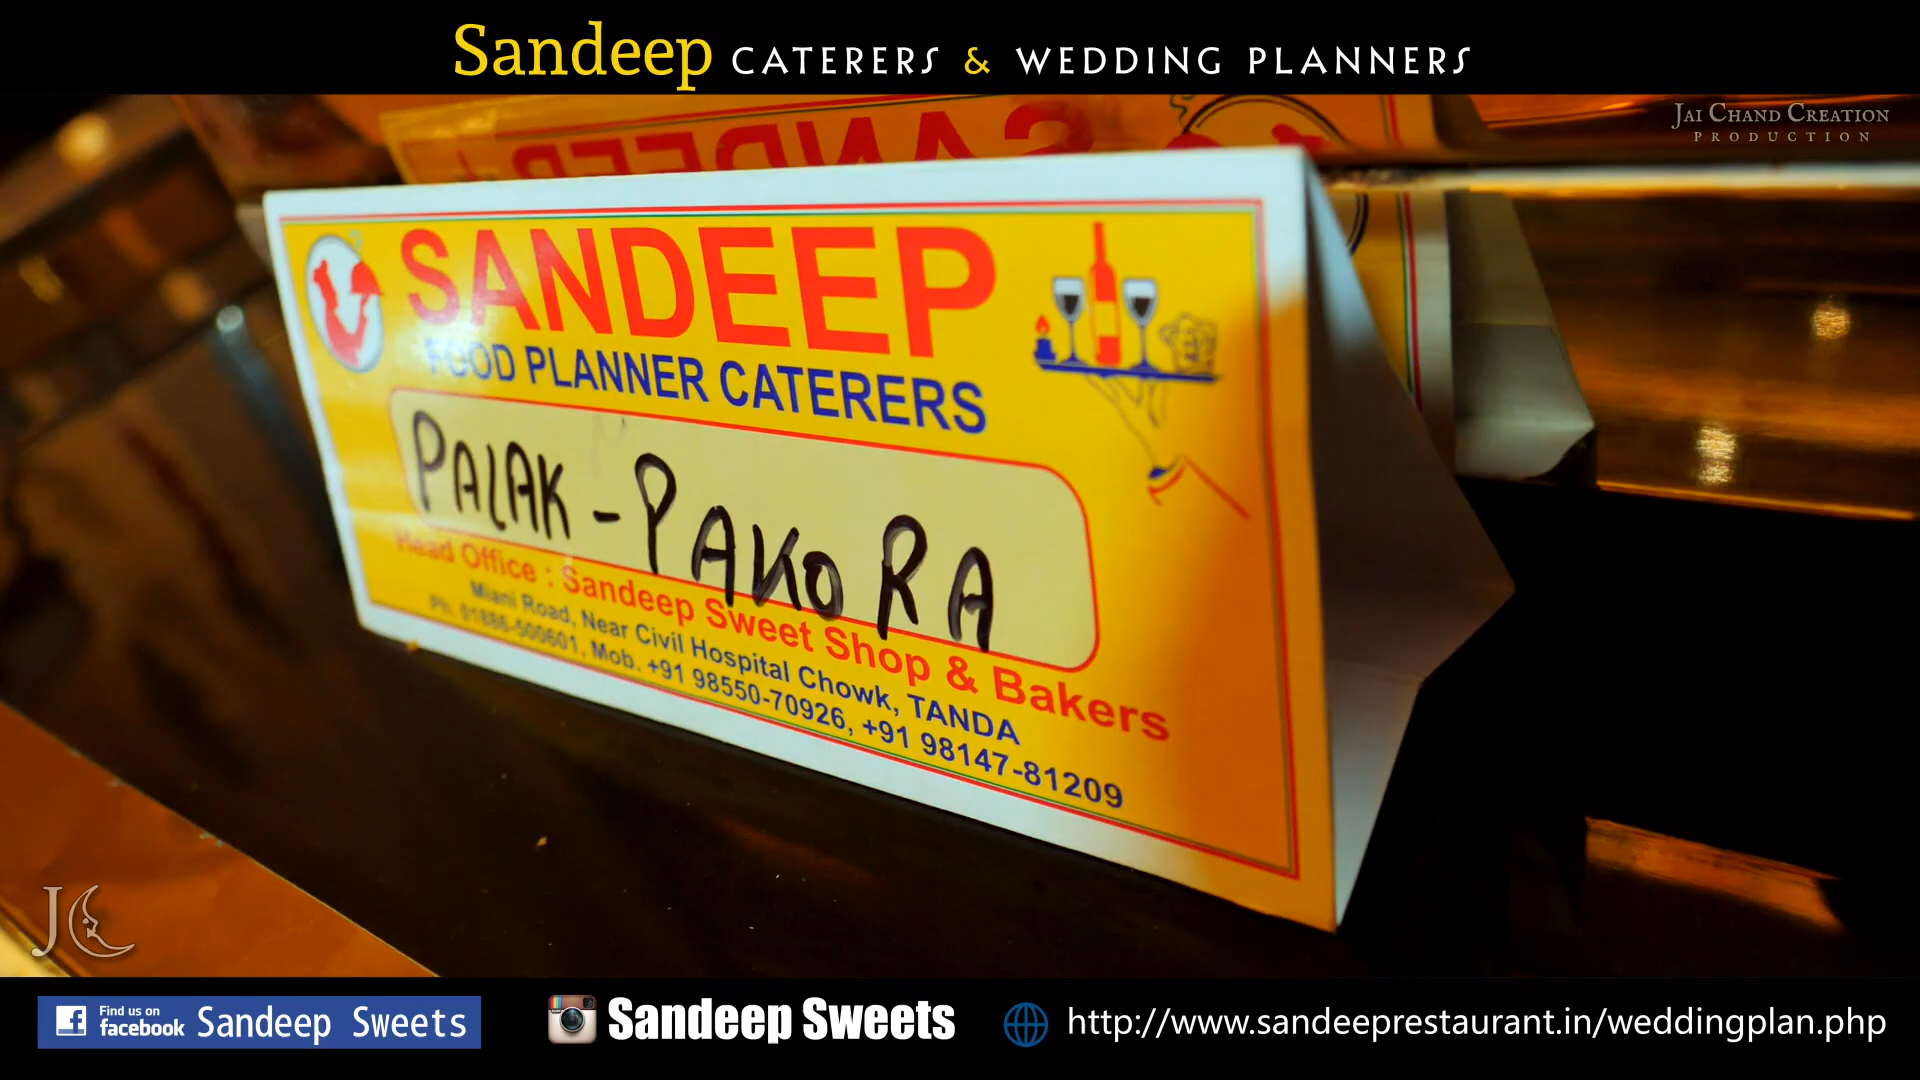 Sandeep CATERERS & WEDDING PLANNERS
JAI CHAND CREATION
PRODUCTION
SANDEEP
SANDEEP
FOOD PLANNER CATERERS
PALAK - PAKORA
Head Office : Sandeep Sweet Shop & Bakers
Miani Road, Near Civil Hospital Chowk, TANDA
Ph. 01886-500601, Mob. +91 98550-70926, +91 98147-81209
JC
Find us on
facebook Sandeep Sweets
Sandeep Sweets
http://www.sandeeprestaurant.in/weddingplan.php